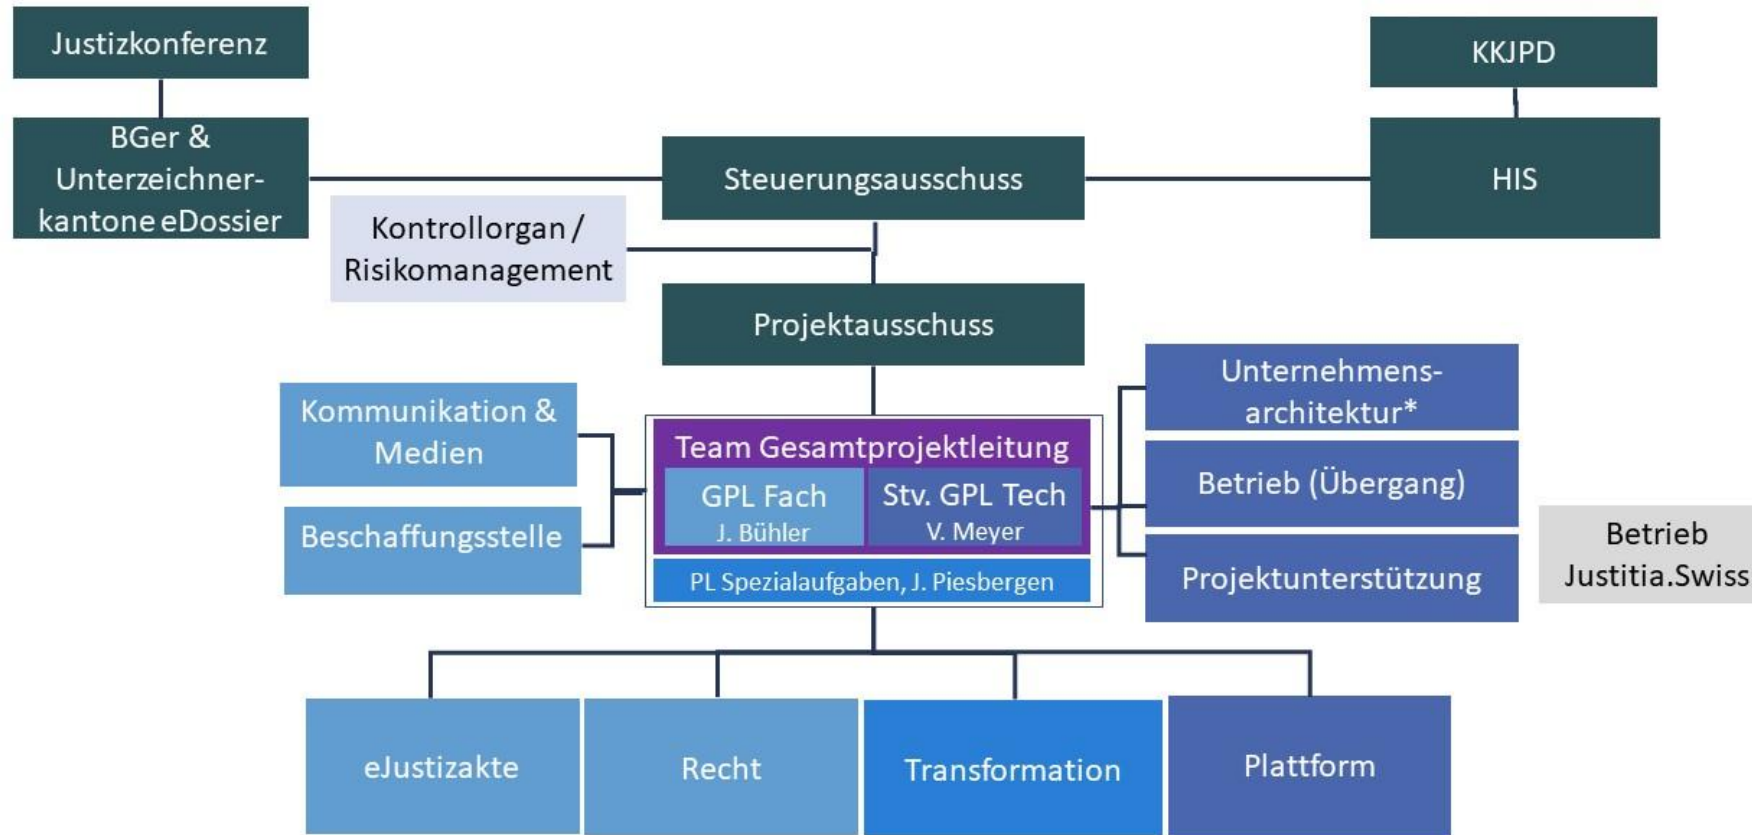 Justizkonferenz
KKJPD
BGer &
Unterzeichner-
kantone eDossier
Steuerungsausschuss
HIS
Kontrollorgan /
Risikomanagement
Projektausschuss
Kommunikation &
Medien
Beschaffungsstelle
Team Gesamtprojektleitung
GPL Fach
J. Bühler
Stv. GPL Tech
V. Meyer
PL Spezialaufgaben, J. Piesbergen
Unternehmens-
architektur*
Betrieb (Übergang)
Projektunterstützung
Betrieb
Justitia.Swiss
eJustizakte
Recht
Transformation
Plattform